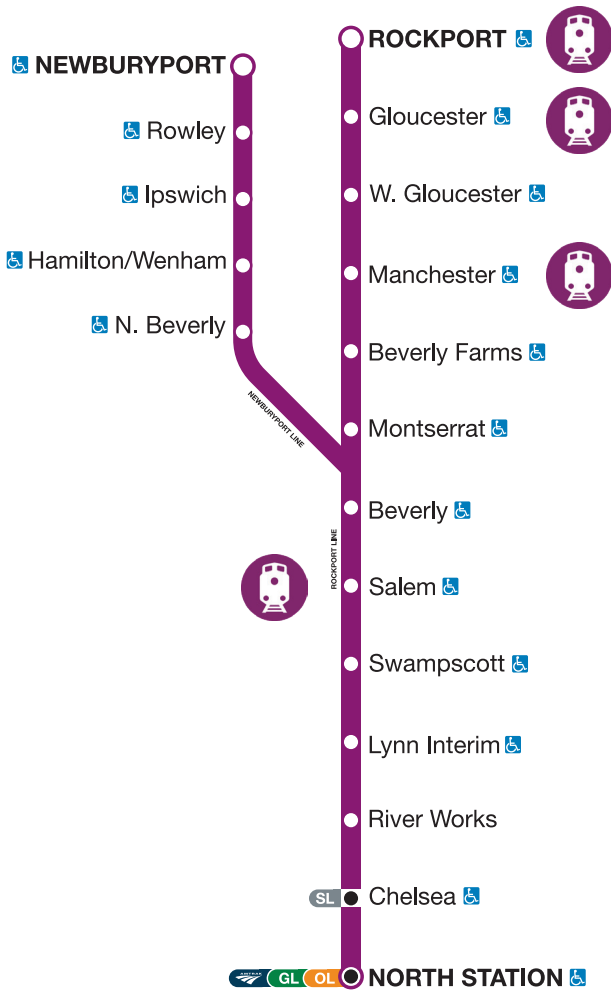 ROCKPORT
NEWBURYPORT
Gloucester
Rowley
W. Gloucester
Ipswich
Hamilton/Wenham
Manchester
N. Beverly
Beverly Farms
NEWBURYPORT LINE
Montserrat
Beverly
ROCKPORT LINE
Salem
Swampscott
Lynn Interim
River Works
SL
Chelsea
AMTRAK GL OL NORTH STATION